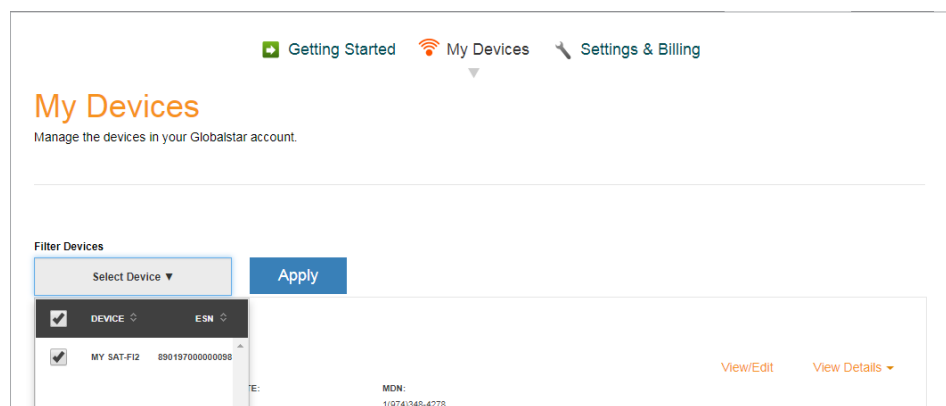 Getting Started My Devices Settings & Billing
My Devices
Manage the devices in your Globalstar account.
Filter Devices
Select Device ▼ Apply
DEVICE ESN
MY SAT-FI2 890197000000098
View/Edit View Details
TE: MDN:
1(974)348-4278